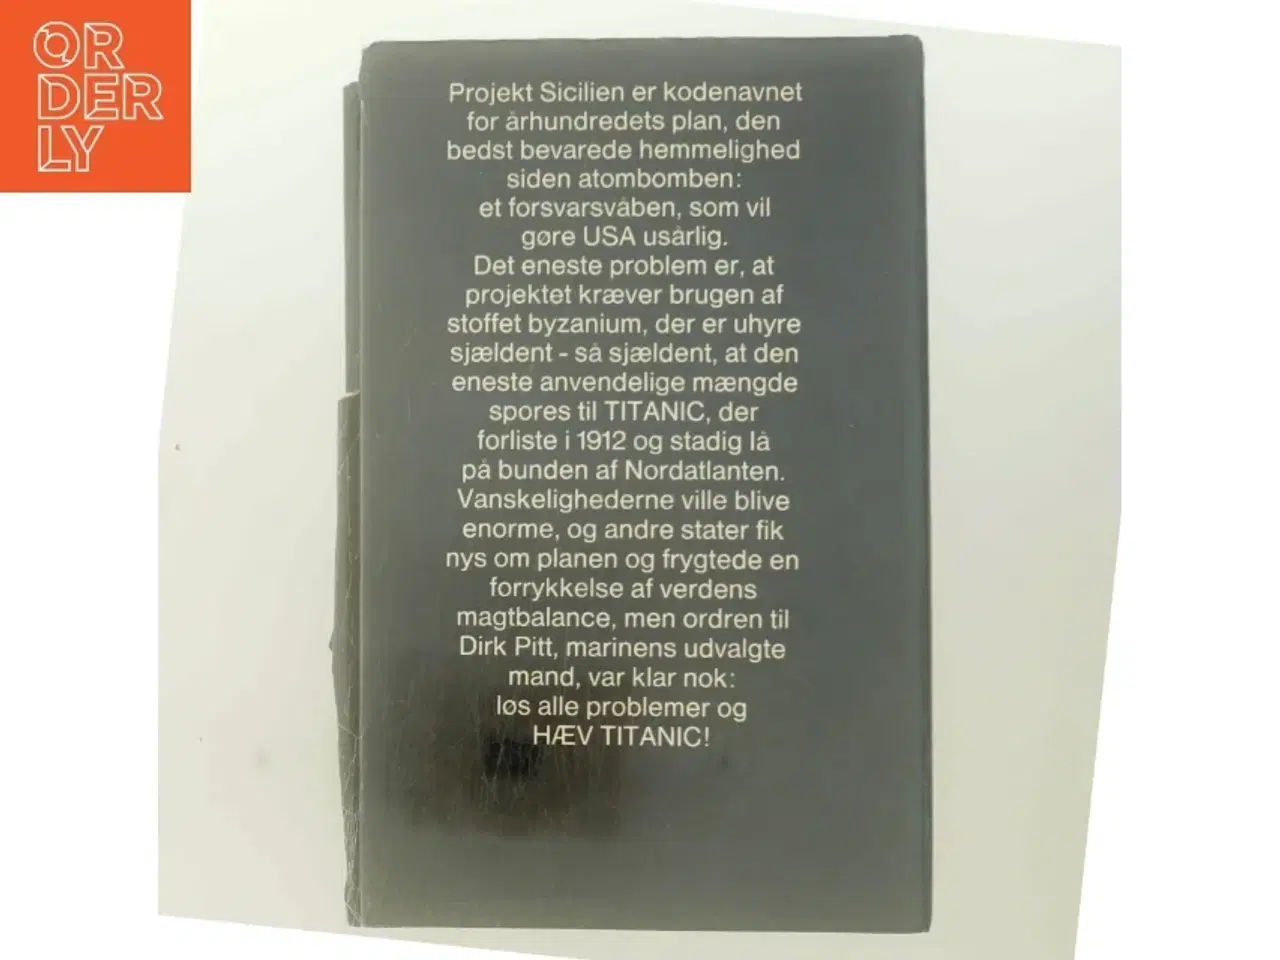 OR
DER
LY
Projekt Sicilien er kodenavnet
for århundredets plan, den
bedst bevarede hemmelighed
siden atombomben:
et forsvarsvåben, som vil
gøre USA usårlig.
Det eneste problem er, at
projektet kræver brugen af
stoffet byzanium, der er uhyre
sjældent - så sjældent, at den
eneste anvendelige mængde
spores til TITANIC, der
forliste i 1912 og stadig lå
på bunden af Nordatlanten.
Vanskelighederne ville blive
enorme, og andre stater fik
nys om planen og frygtede en
forrykkelse af verdens
magtbalance, men ordren til
Dirk Pitt, marinens udvalgte
mand, var klar nok:
løs alle problemer og
HÆV TITANIC!